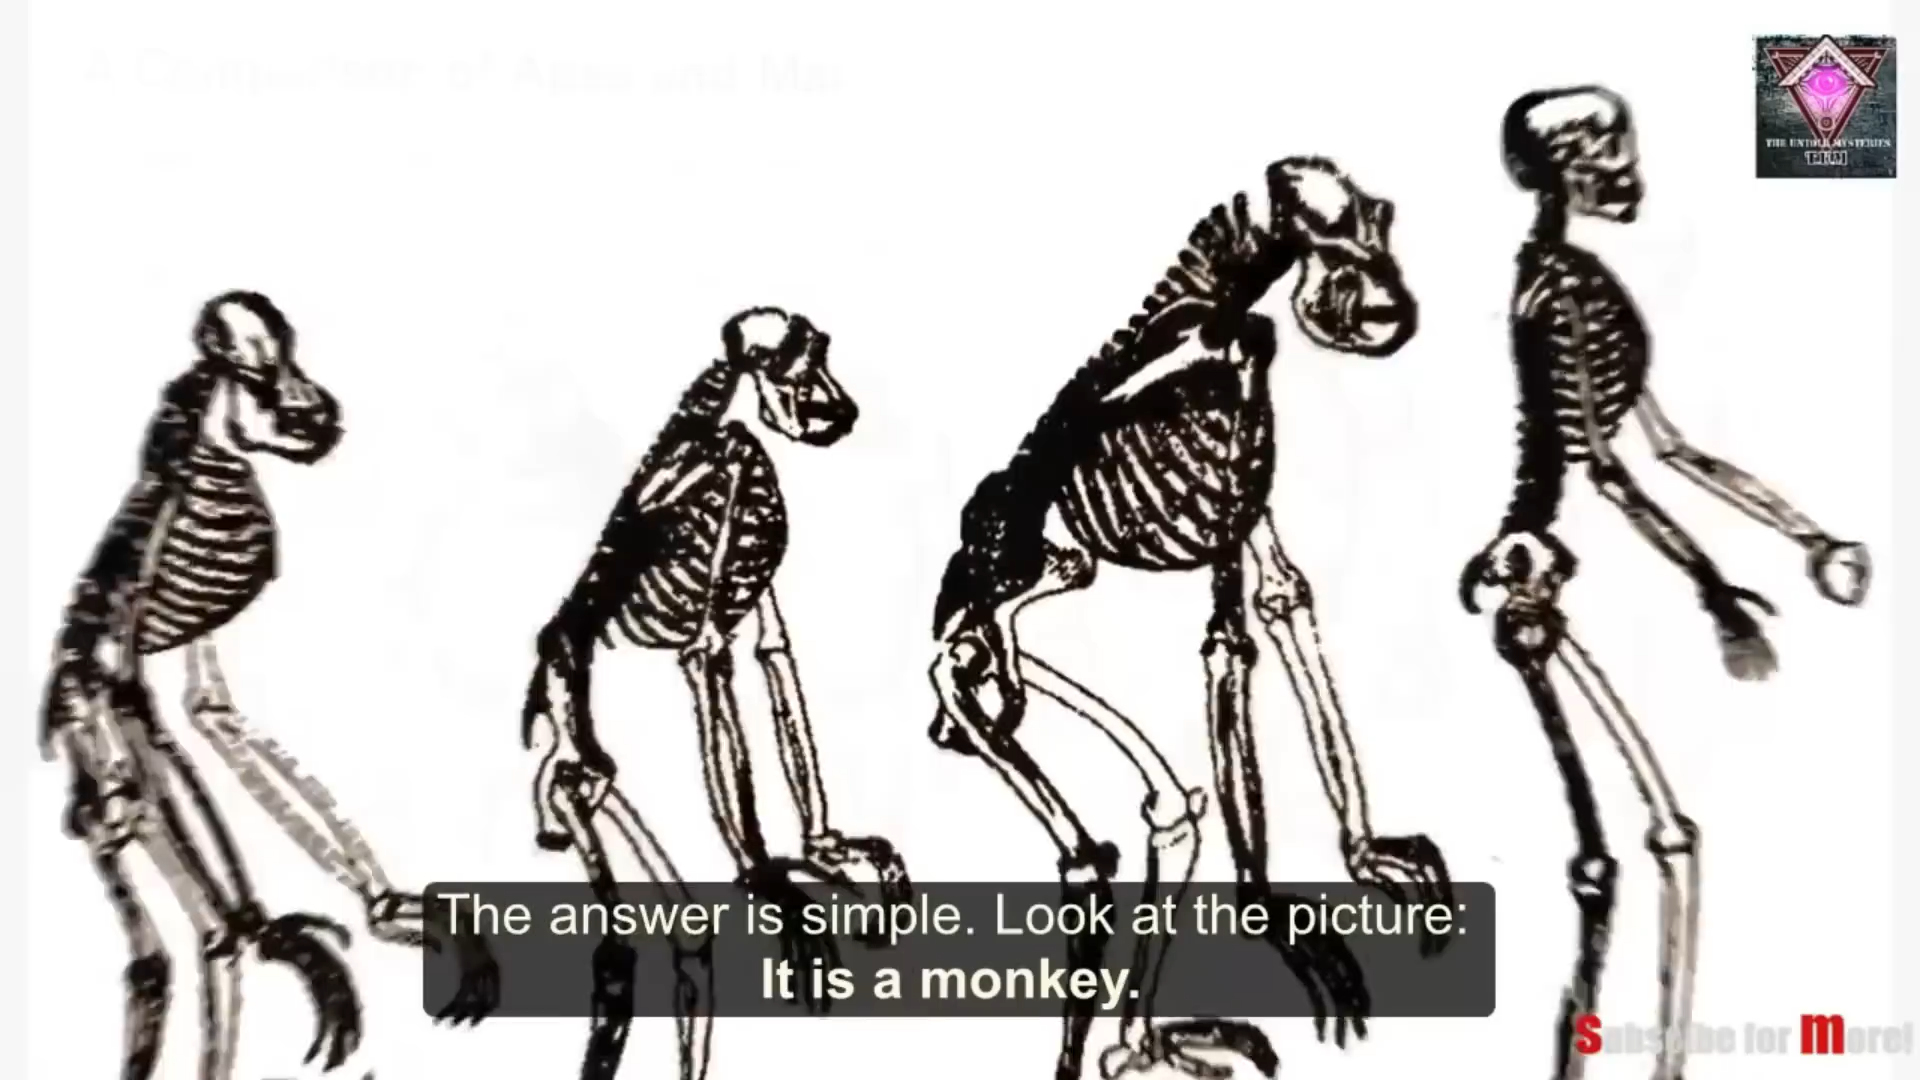 A Comparison of Apes and Man
THE UNTOLD MYSTERIES
The answer is simple. Look at the picture:
It is a monkey.
Subscribe for More!